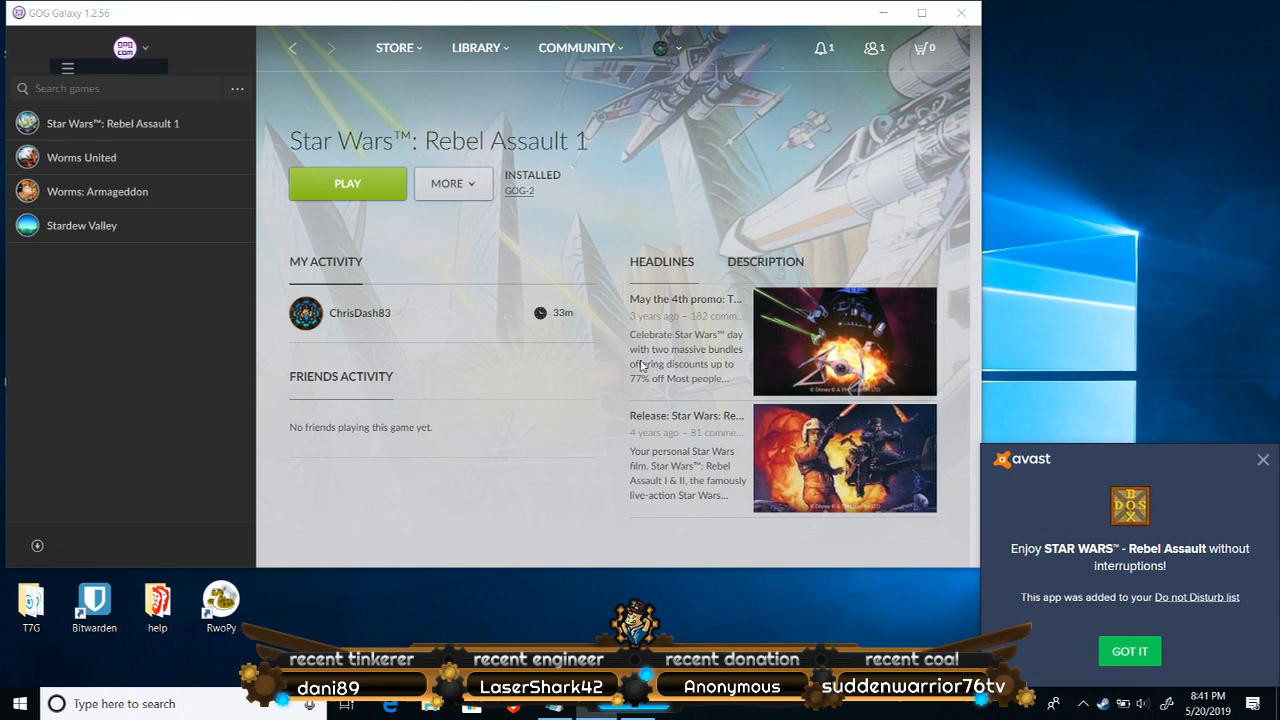 GOG Galaxy 1.2.56
GOG
COM
STORE
LIBRARY
COMMUNITY
1
1
0
Search games
Star Wars™: Rebel Assault 1
Worms United
Worms: Armageddon
Stardew Valley
Star Wars™: Rebel Assault 1
PLAY
MORE
INSTALLED
GOG-2
MY ACTIVITY
ChrisDash83
33m
FRIENDS ACTIVITY
No friends playing this game yet.
HEADLINES
DESCRIPTION
May the 4th promo: T...
3 years ago – 182 comm...
Celebrate Star Wars™ day
with two massive bundles
offering discounts up to
77% off Most people...
Release: Star Wars: Re...
4 years ago – 81 comme...
Your personal Star Wars
film. Star Wars™: Rebel
Assault I & II, the famously
live-action Star Wars...
avast
DOS
BOX
Enjoy STAR WARS™ - Rebel Assault without
interruptions!
This app was added to your Do not Disturb list
GOT IT
T7G
Bitwarden
help
RwoPy
recent tinkerer
recent engineer
recent donation
recent coal
dani89
LaserShark42
Anonymous
suddenwarrior76tv
Type here to search
8:41 PM
5/20/2019